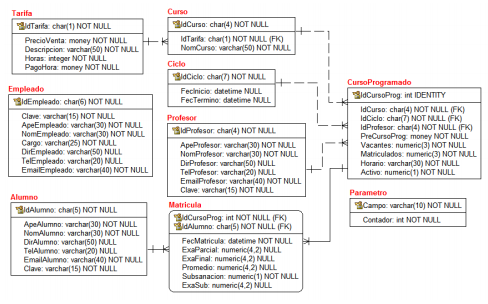 Tarifa
IdTarifa: char(1) NOT NULL
PrecioVenta: money NOT NULL
Descripcion: varchar(50) NOT NULL
Horas: integer NOT NULL
PagoHora: money NOT NULL
Curso
IdCurso: char(4) NOT NULL
IdTarifa: char(1) NOT NULL (FK)
NomCurso: varchar(50) NOT NULL
Ciclo
IdCiclo: char(7) NOT NULL
FecInicio: datetime NULL
FecTermino: datetime NULL
CursoProgramado
IdCursoProg: int IDENTITY
IdCurso: char(4) NOT NULL (FK)
IdCiclo: char(7) NOT NULL (FK)
IdProfesor: char(4) NULL (FK)
PreCursoProg: money NOT NULL
Vacantes: numeric(3) NOT NULL
Matriculados: numeric(3) NOT NULL
Horario: varchar(30) NOT NULL
Activo: numeric(1) NOT NULL
Empleado
IdEmpleado: char(6) NOT NULL
Clave: varchar(15) NOT NULL
ApeEmpleado: varchar(30) NOT NULL
NomEmpleado: varchar(30) NOT NULL
Cargo: varchar(25) NOT NULL
DirEmpleado: varchar(50) NULL
TelEmpleado: varchar(20) NULL
EmailEmpleado: varchar(40) NOT NULL
Profesor
IdProfesor: char(4) NOT NULL
ApeProfesor: varchar(30) NOT NULL
NomProfesor: varchar(30) NOT NULL
DirProfesor: varchar(50) NULL
TelProfesor: varchar(20) NULL
EmailProfesor: varchar(40) NOT NULL
Clave: varchar(15) NOT NULL
Parametro
Campo: varchar(10) NOT NULL
Contador: int NOT NULL
Alumno
IdAlumno: char(5) NOT NULL
ApeAlumno: varchar(30) NOT NULL
NomAlumno: varchar(30) NOT NULL
DirAlumno: varchar(50) NULL
TelAlumno: varchar(20) NULL
EmailAlumno: varchar(40) NOT NULL
Clave: varchar(15) NOT NULL
Matricula
IdCursoProg: int NOT NULL (FK)
IdAlumno: char(5) NOT NULL (FK)
FecMatricula: datetime NOT NULL
ExaParcial: numeric(4,2) NULL
ExaFinal: numeric(4,2) NULL
Promedio: numeric(4,2) NULL
Subsanacion: numeric(1) NOT NULL
ExaSub: numeric(4,2) NULL